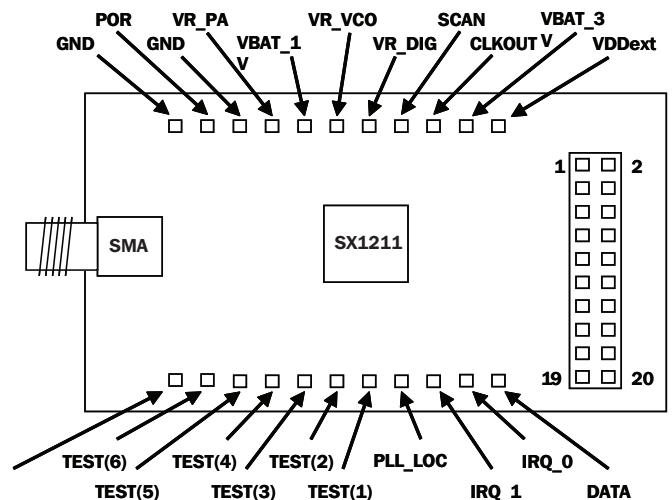 POR
VR_PA
VR_VCO
SCAN
VBAT_3
V
GND
GND
VBAT_1
V
VR_DIG
CLKOUT
VDDext
1
2
SMA
SX1211
19
20
TEST(6)
TEST(4)
TEST(2)
PLL_LOC
IRQ_0
TEST(5)
TEST(3)
TEST(1)
IRQ_1
DATA